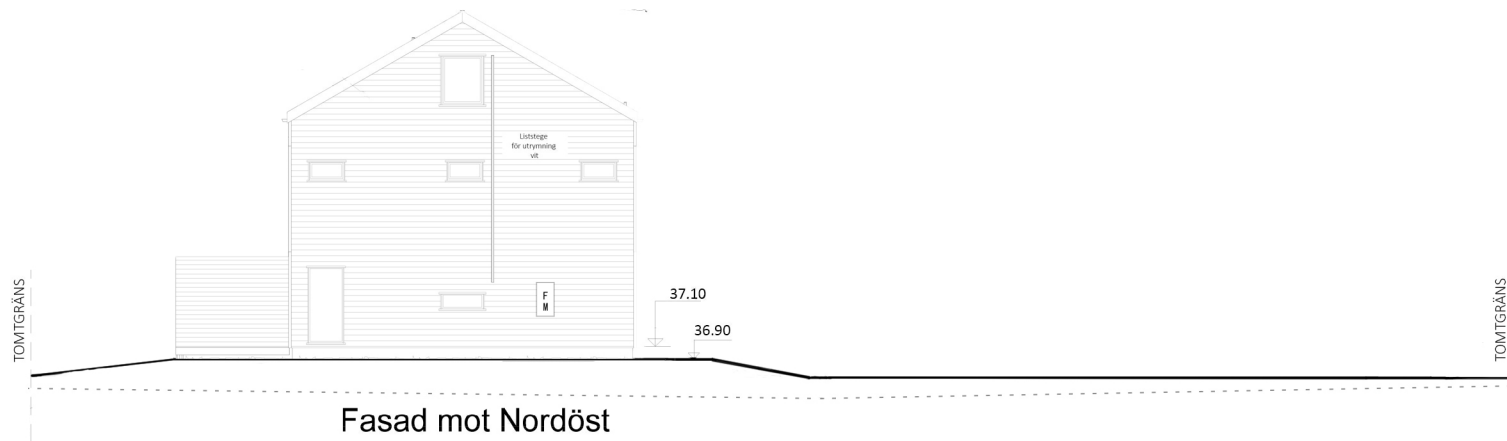 Liststege
för utrymning
vit
TOMTGRÄNS
F
M
37.10
36.90
TOMTGRÄNS
Fasad mot Nordöst